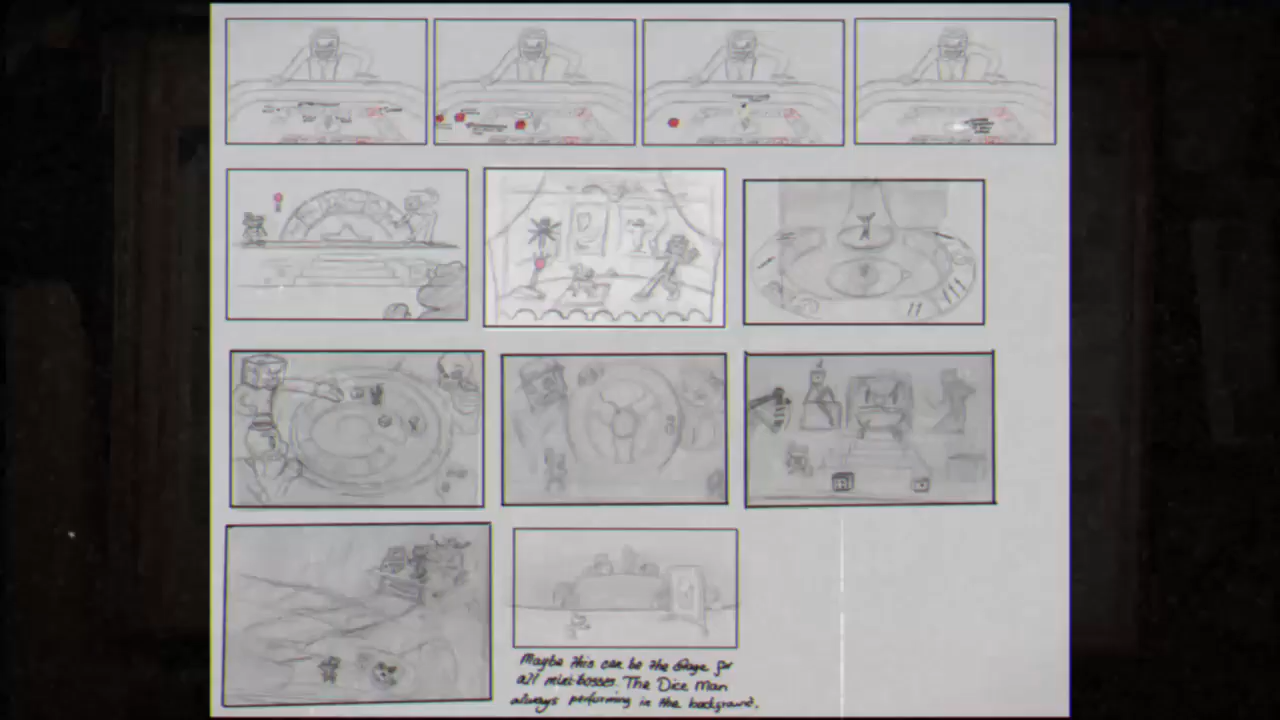 Maybe this can be the stage for
all mini-bosses. The Dice Man
always performing in the background.